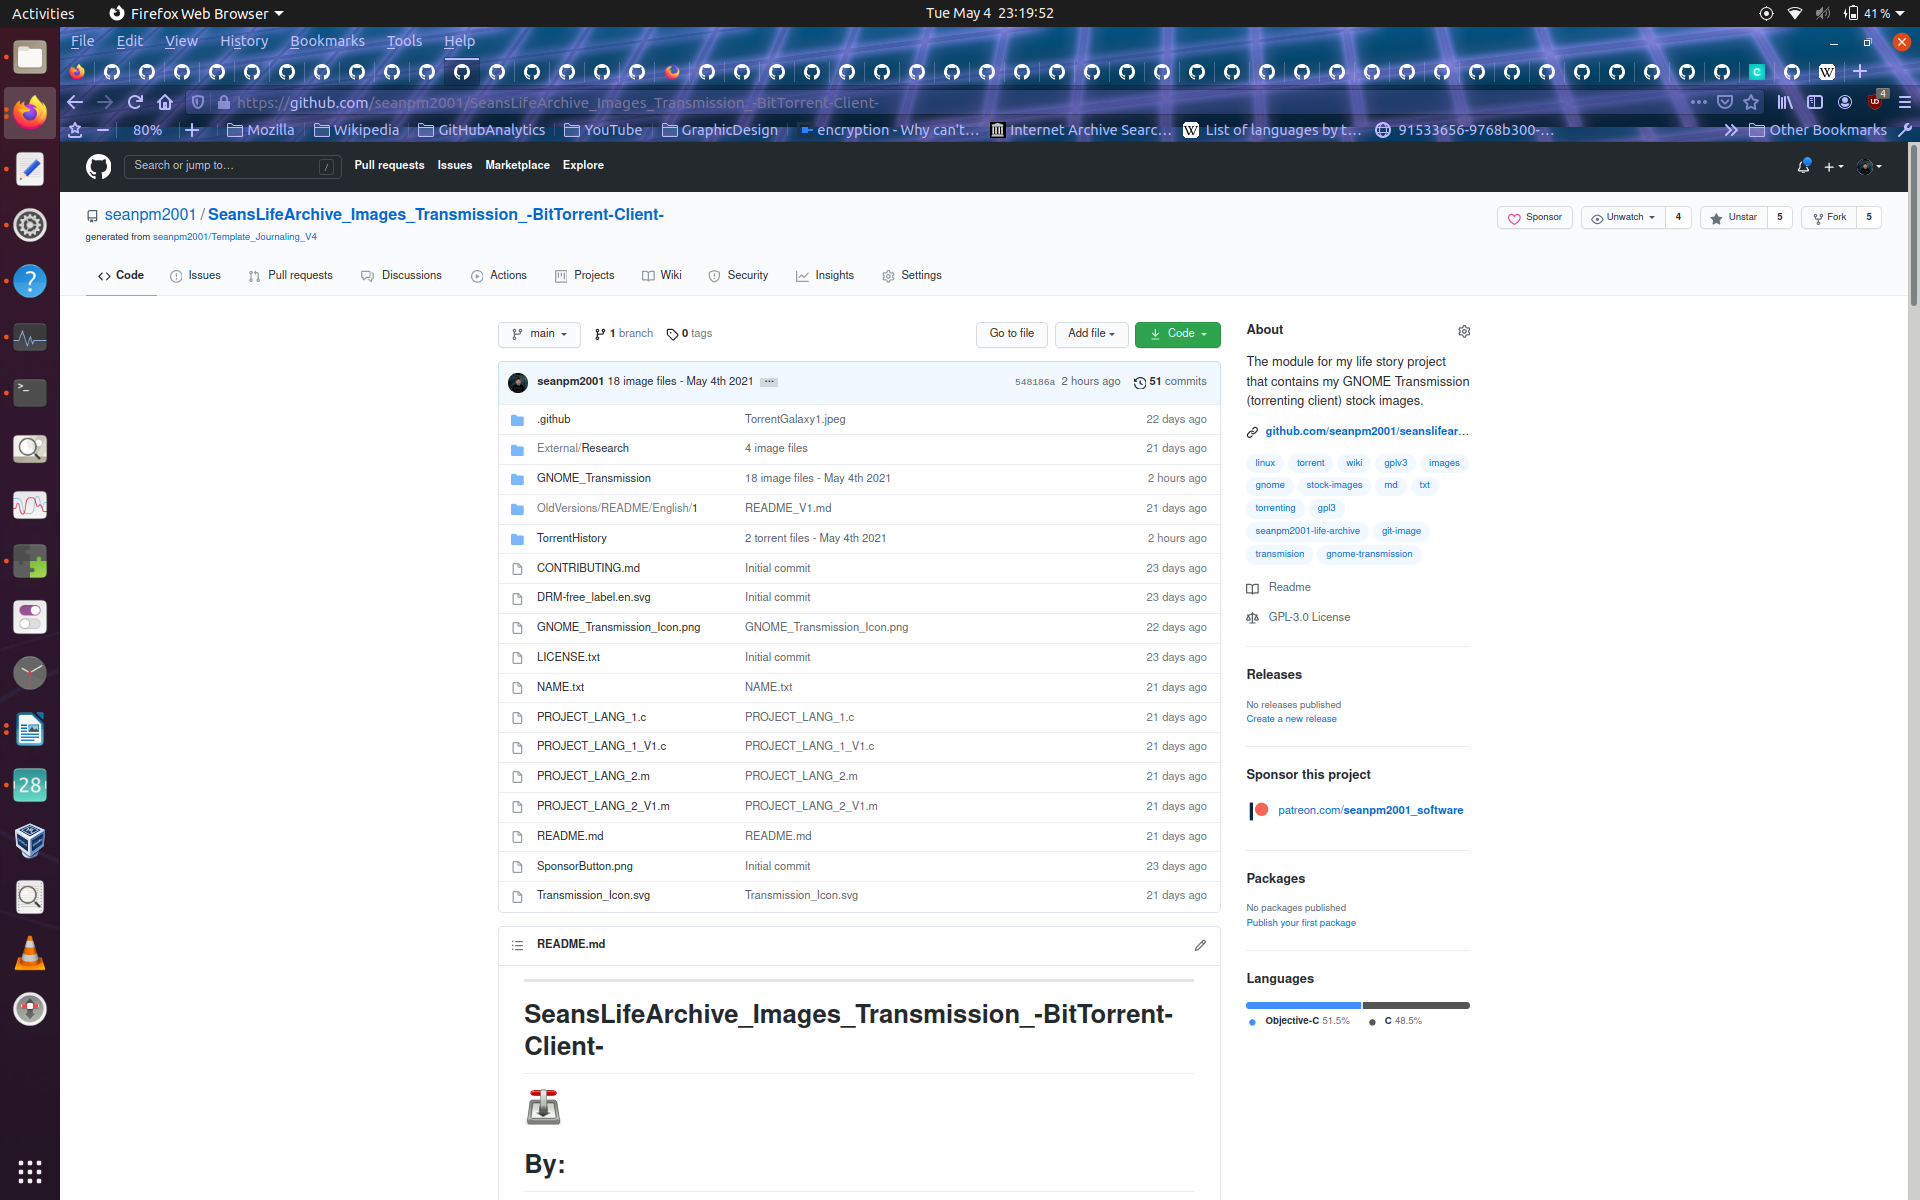 Activities Firefox Web Browser Tue May 4 23:19:52 41 %
File Edit View History Bookmarks Tools Help
https://github.com/seanpm2001/SeansLifeArchive_Images_Transmission_-BitTorrent-Client-
80% Mozilla Wikipedia GitHubAnalytics YouTube GraphicDesign encryption - Why can't... Internet Archive Searc... List of languages by t... 91533656-9768b300-... Other Bookmarks
Search or jump to... / Pull requests Issues Marketplace Explore
seanpm2001 / SeansLifeArchive_Images_Transmission_-BitTorrent-Client- Sponsor Unwatch 4 Unstar 5 Fork 5
generated from seanpm2001/Template_Journaling_V4
Code Issues Pull requests Discussions Actions Projects Wiki Security Insights Settings
main 1 branch 0 tags Go to file Add file Code
seanpm2001 18 image files - May 4th 2021 ... 548186a 2 hours ago 51 commits
.github TorrentGalaxy1.jpeg 22 days ago
External/Research 4 image files 21 days ago
GNOME_Transmission 18 image files - May 4th 2021 2 hours ago
OldVersions/README/English/1 README_V1.md 21 days ago
TorrentHistory 2 torrent files - May 4th 2021 2 hours ago
CONTRIBUTING.md Initial commit 23 days ago
DRM-free_label.en.svg Initial commit 23 days ago
GNOME_Transmission_Icon.png GNOME_Transmission_Icon.png 22 days ago
LICENSE.txt Initial commit 23 days ago
NAME.txt NAME.txt 21 days ago
PROJECT_LANG_1.c PROJECT_LANG_1.c 21 days ago
PROJECT_LANG_1_V1.c PROJECT_LANG_1_V1.c 21 days ago
PROJECT_LANG_2.m PROJECT_LANG_2.m 21 days ago
PROJECT_LANG_2_V1.m PROJECT_LANG_2_V1.m 21 days ago
README.md README.md 21 days ago
SponsorButton.png Initial commit 23 days ago
Transmission_Icon.svg Transmission_Icon.svg 21 days ago
README.md
SeansLifeArchive_Images_Transmission_-BitTorrent-
Client-
By:
About
The module for my life story project
that contains my GNOME Transmission
(torrenting client) stock images.
github.com/seanpm2001/seanslifear...
linux torrent wiki gplv3 images
gnome stock-images md txt
torrenting gpl3
seanpm2001-life-archive git-image
transmision gnome-transmission
Readme
GPL-3.0 License
Releases
No releases published
Create a new release
Sponsor this project
patreon.com/seanpm2001_software
Packages
No packages published
Publish your first package
Languages
Objective-C 51.5% C 48.5%
28
4